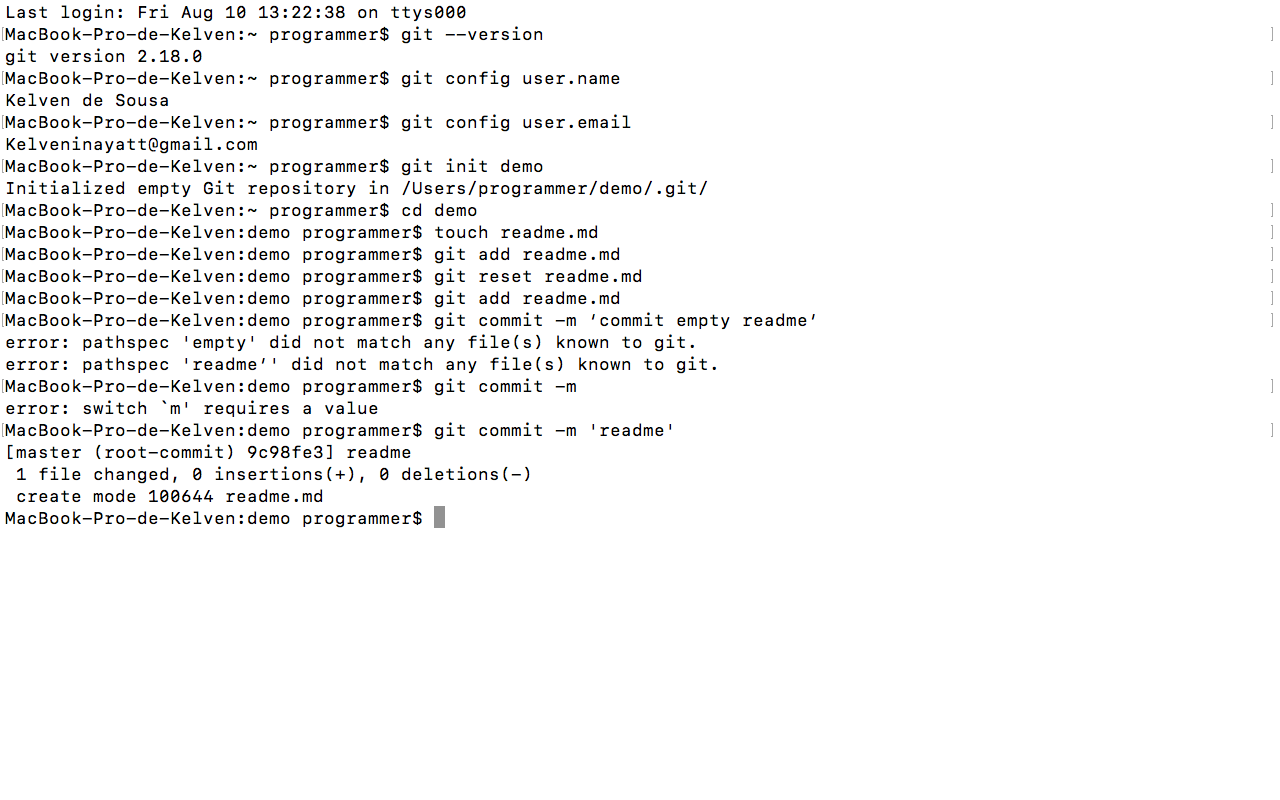 Last login: Fri Aug 10 13:22:38 on ttys000
[MacBook-Pro-de-Kelven:~ programmer$ git --version ]
git version 2.18.0
[MacBook-Pro-de-Kelven:~ programmer$ git config user.name ]
Kelven de Sousa
[MacBook-Pro-de-Kelven:~ programmer$ git config user.email ]
Kelveninayatt@gmail.com
[MacBook-Pro-de-Kelven:~ programmer$ git init demo ]
Initialized empty Git repository in /Users/programmer/demo/.git/
[MacBook-Pro-de-Kelven:~ programmer$ cd demo ]
[MacBook-Pro-de-Kelven:demo programmer$ touch readme.md ]
[MacBook-Pro-de-Kelven:demo programmer$ git add readme.md ]
[MacBook-Pro-de-Kelven:demo programmer$ git reset readme.md ]
[MacBook-Pro-de-Kelven:demo programmer$ git add readme.md ]
[MacBook-Pro-de-Kelven:demo programmer$ git commit -m ‘commit empty readme’ ]
error: pathspec 'empty' did not match any file(s) known to git.
error: pathspec 'readme’' did not match any file(s) known to git.
[MacBook-Pro-de-Kelven:demo programmer$ git commit -m ]
error: switch `m' requires a value
[MacBook-Pro-de-Kelven:demo programmer$ git commit -m 'readme' ]
[master (root-commit) 9c98fe3] readme
 1 file changed, 0 insertions(+), 0 deletions(-)
 create mode 100644 readme.md
MacBook-Pro-de-Kelven:demo programmer$